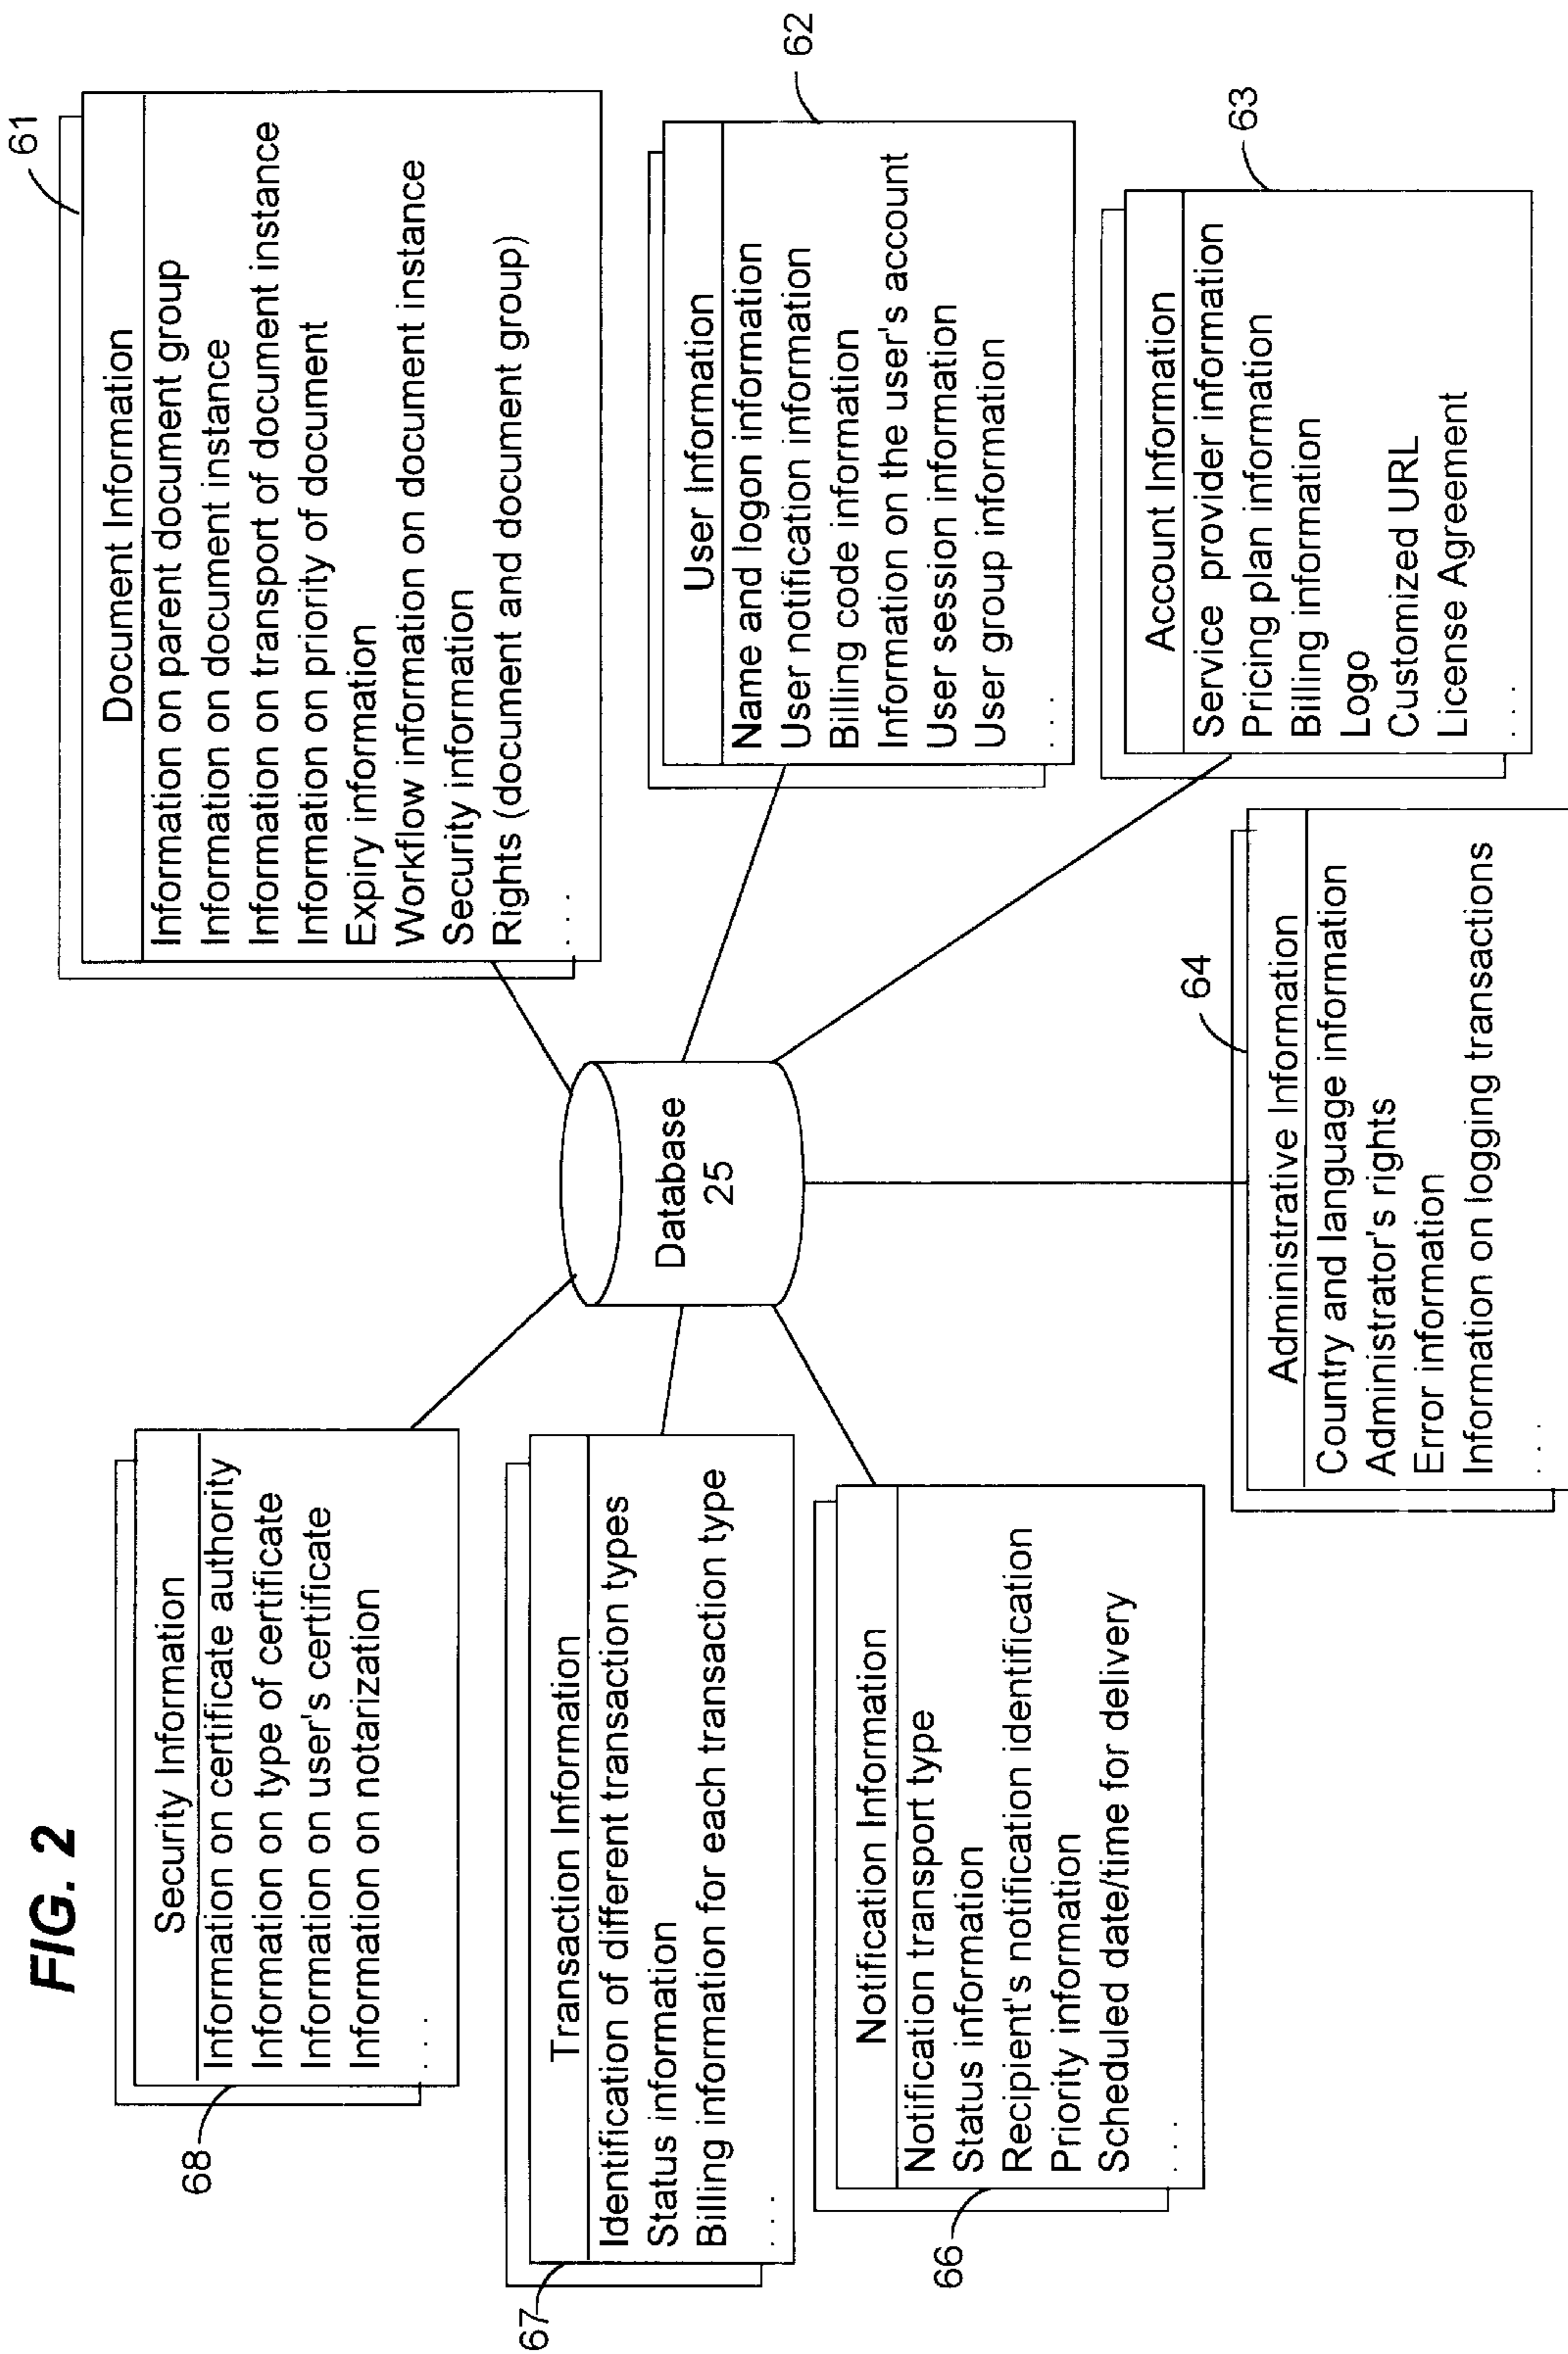 FIG. 2
68
Security Information
Information on certificate authority
Information on type of certificate
Information on user's certificate
Information on notarization
. . .
67
Transaction Information
Identification of different transaction types
Status information
Billing information for each transaction type
. . .
66
Notification Information
Notification transport type
Status information
Recipient's notification identification
Priority information
Scheduled date/time for delivery
. . .
Database
25
61
Document Information
Information on parent document group
Information on document instance
Information on transport of document instance
Information on priority of document
Expiry information
Workflow information on document instance
Security information
Rights (document and document group)
. . .
62
User Information
Name and logon information
User notification information
Billing code information
Information on the user's account
User session information
User group information
. . .
63
Account Information
Service provider information
Pricing plan information
Billing information
Logo
Customized URL
License Agreement
. . .
64
Administrative Information
Country and language information
Administrator's rights
Error information
Information on logging transactions
. . .